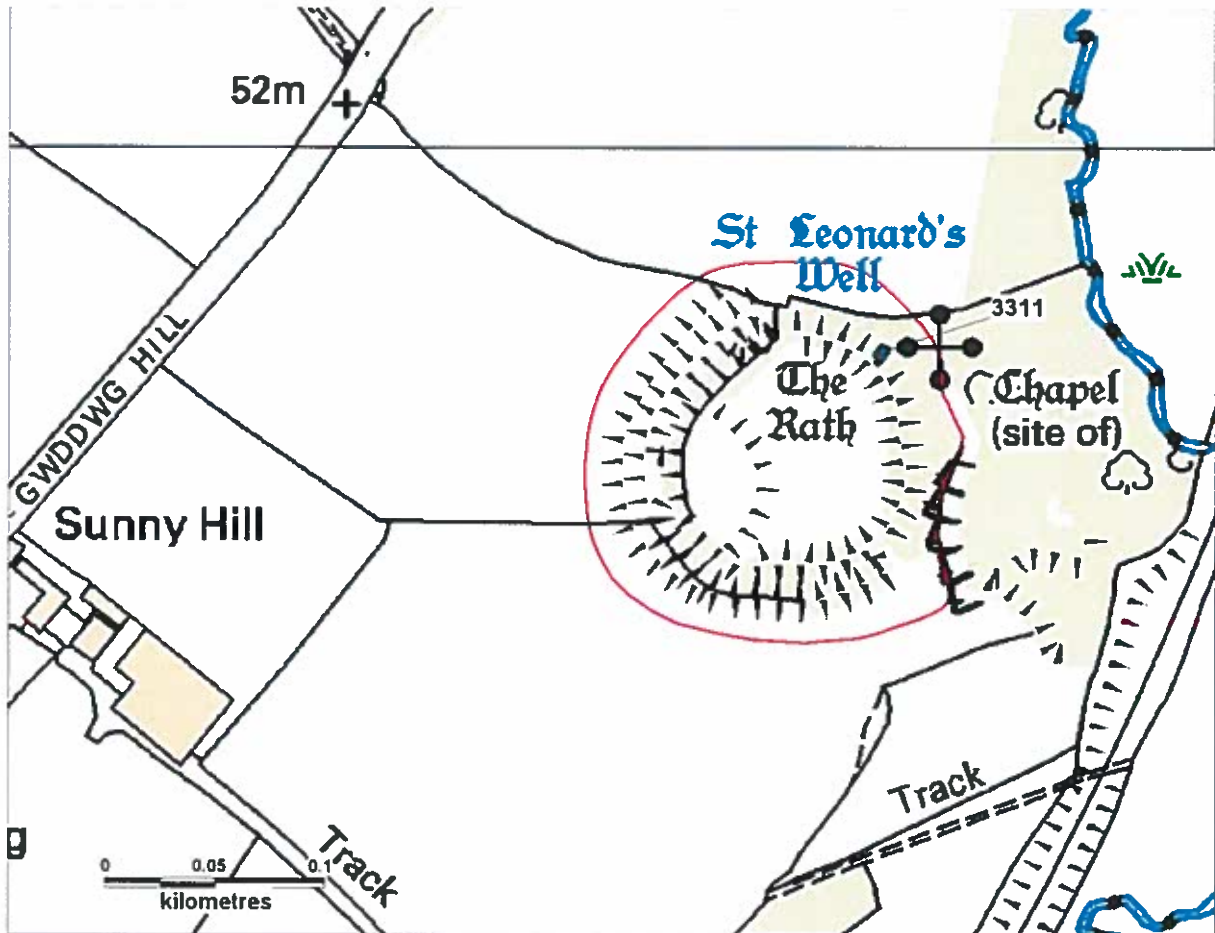 52m
St Leonard's
Well
3311
GWDDWG HILL
The
Rath
Chapel
(site of)
Sunny Hill
Track
g
Track
0 0.05 0.1
kilometres